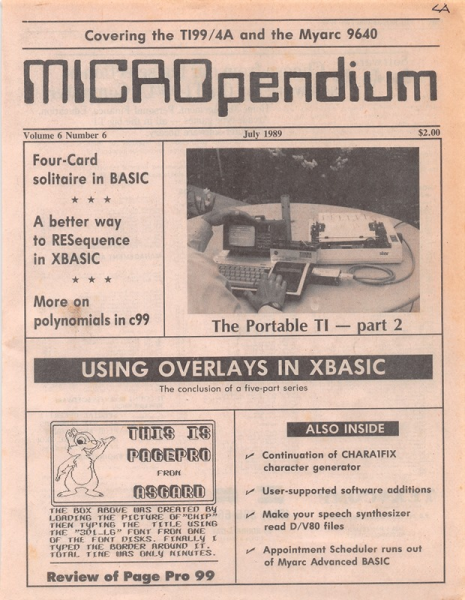 4A
Covering the TI99/4A and the Myarc 9640
MICROpendium
Volume 6 Number 6 July 1989 $2.00
Four-Card
solitaire in BASIC
★ ★ ★
A better way
to RESequence
in XBASIC
★ ★ ★
More on
polynomials in c99
The Portable TI — part 2
USING OVERLAYS IN XBASIC
The conclusion of a five-part series
THIS IS
PAGEPRO
FROM
ASGARD
THE BOX ABOVE WAS CREATED BY
LOADING THE PICTURE OF "CHIP"
THEN TYPING THE TITLE USING
THE "3D1_LG" FONT FROM ONE
OF THE FONT DISKS. FINALLY I
TYPED THE BORDER AROUND IT.
TOTAL TIME WAS ONLY MINUTES.
Review of Page Pro 99
ALSO INSIDE
✓ Continuation of CHARA1FIX
character generator
✓ User-supported software additions
✓ Make your speech synthesizer
read D/V80 files
✓ Appointment Scheduler runs out
of Myarc Advanced BASIC